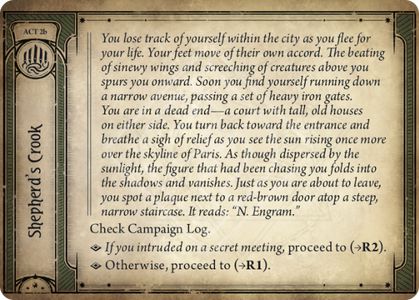 ACT 2b
Shepherd's Crook
You lose track of yourself within the city as you flee for
your life. Your feet move of their own accord. The beating
of sinewy wings and screeching of creatures above you
spurs you onward. Soon you find yourself running down
a narrow avenue, passing a set of heavy iron gates.
You are in a dead end—a court with tall, old houses
on either side. You turn back toward the entrance and
breathe a sigh of relief as you see the sun rising once more
over the skyline of Paris. As though dispersed by the
sunlight, the figure that had been chasing you folds into
the shadows and vanishes. Just as you are about to leave,
you spot a plaque next to a red-brown door atop a steep,
narrow staircase. It reads: “N. Engram.”
Check Campaign Log.
If you intruded on a secret meeting, proceed to (→R2).
Otherwise, proceed to (→R1).